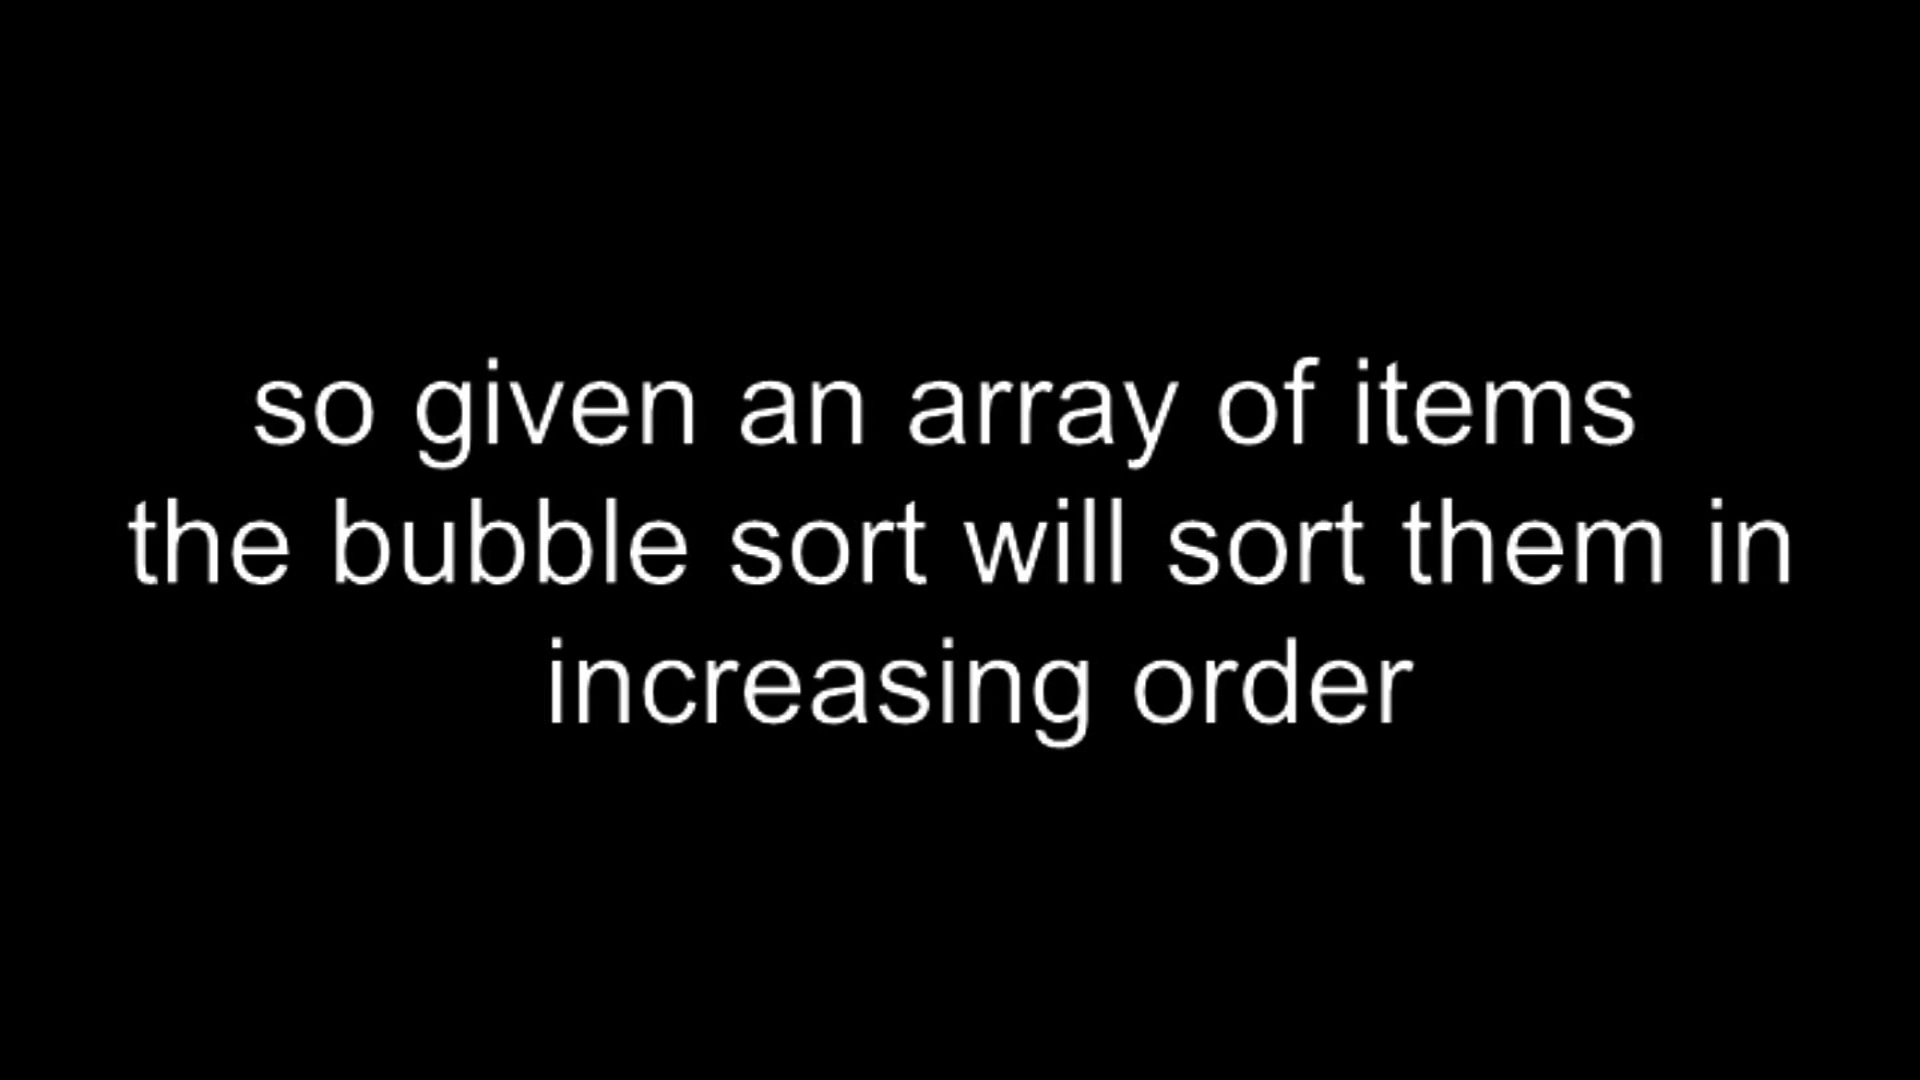 so given an array of items
the bubble sort will sort them in
increasing order